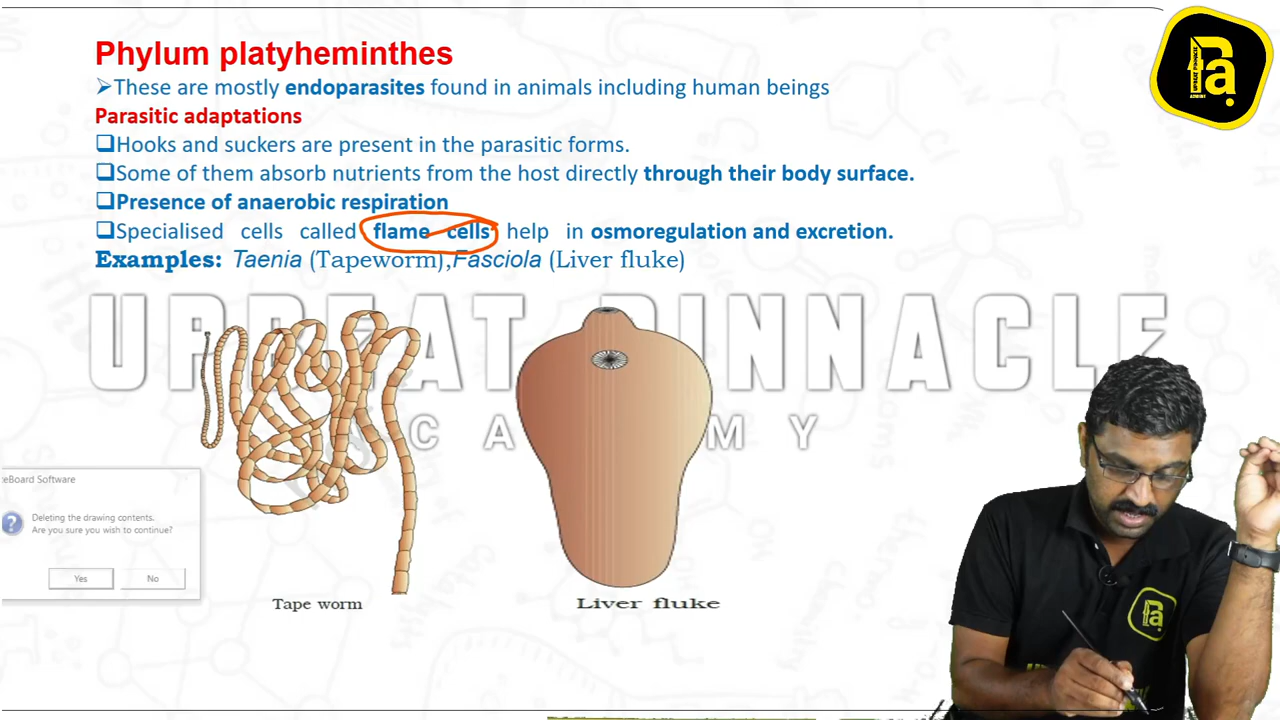 Phylum platyheminthes
➢These are mostly endoparasites found in animals including human beings
Parasitic adaptations
❑Hooks and suckers are present in the parasitic forms.
❑Some of them absorb nutrients from the host directly through their body surface.
❑Presence of anaerobic respiration
❑Specialised cells called flame cells help in osmoregulation and excretion.
Examples: Taenia (Tapeworm),Fasciola (Liver fluke)
UPBEAT PINNACLE
ACADEMY
teBoard Software
Deleting the drawing contents.
Are you sure you wish to continue?
Yes No
Tape worm
Liver fluke